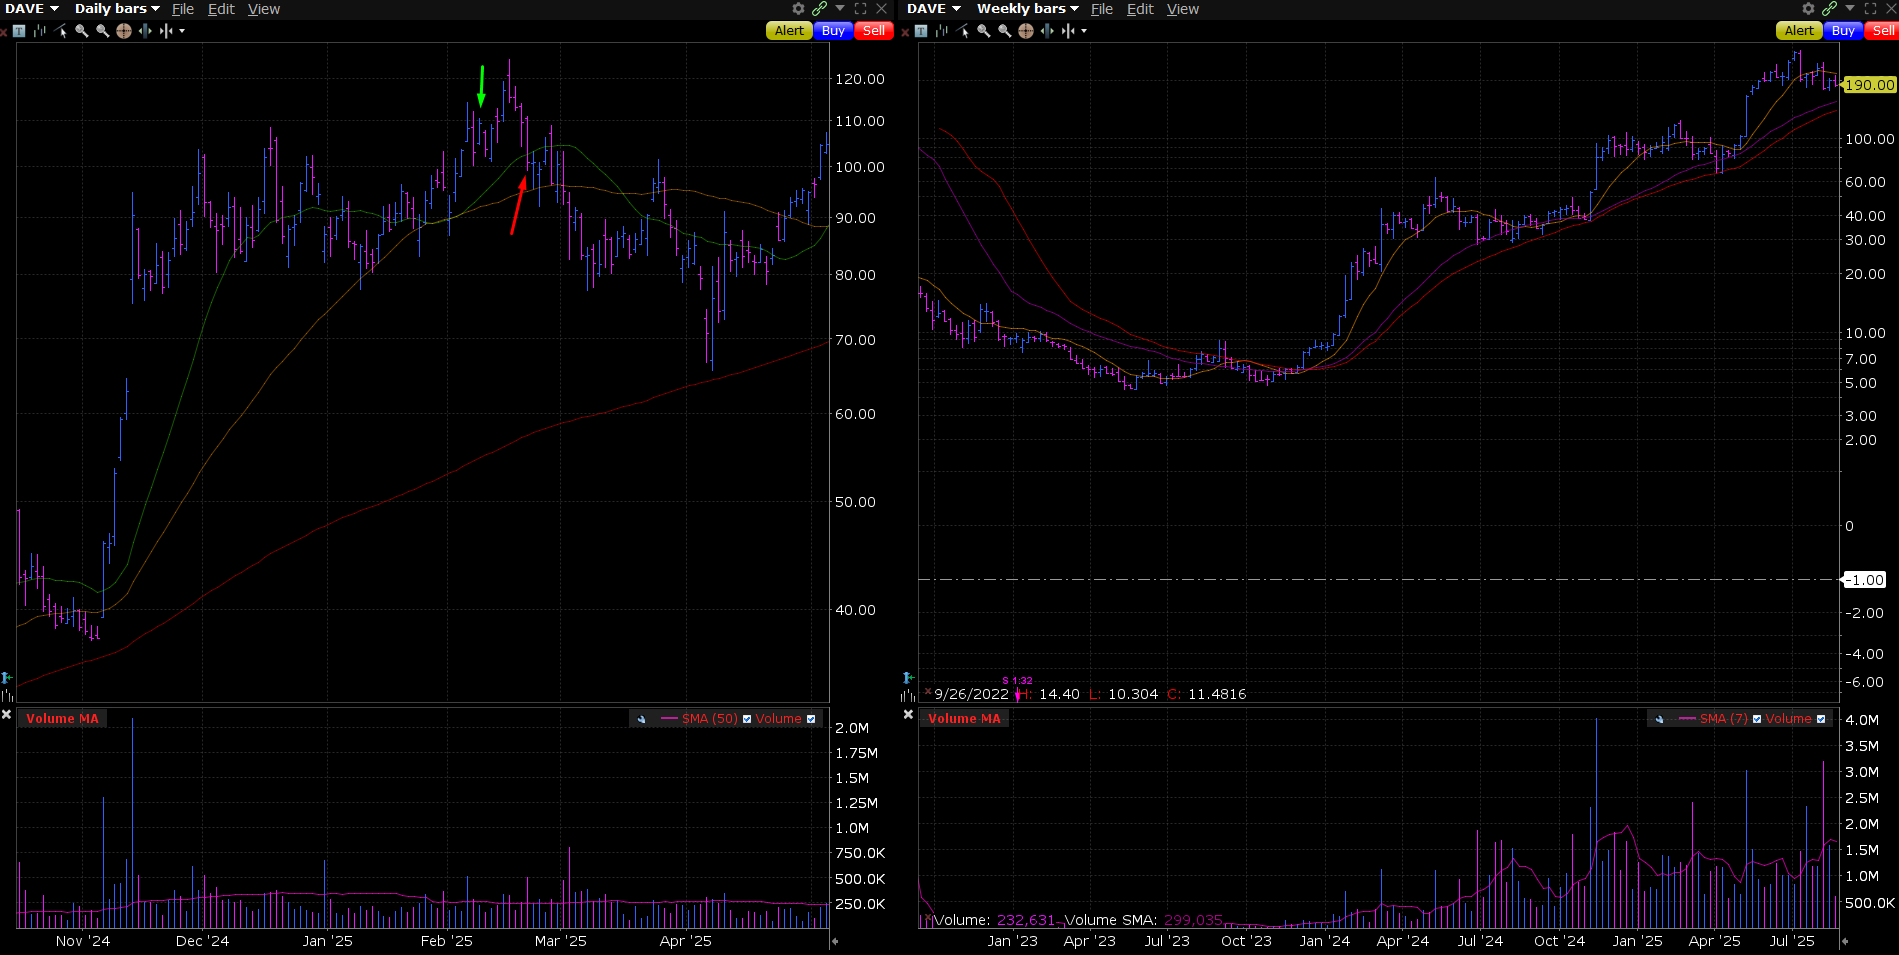 DAVE Daily bars File Edit View
Alert Buy Sell
120.00
110.00
100.00
90.00
80.00
70.00
60.00
50.00
40.00
Volume MA SMA (50) Volume
2.0M
1.75M
1.5M
1.25M
1.0M
750.0K
500.0K
250.0K
Nov '24 Dec '24 Jan '25 Feb '25 Mar '25 Apr '25
DAVE Weekly bars File Edit View
T
Alert Buy Sell
190.00
100.00
60.00
40.00
30.00
20.00
10.00
7.00
5.00
3.00
2.00
0
-1.00
-2.00
-4.00
-6.00
S 1:32
9/26/2022 H: 14.40 L: 10.304 C: 11.4816
Volume MA SMA (7) Volume
4.0M
3.5M
3.0M
2.5M
2.0M
1.5M
1.0M
500.0K
Volume: 232,631 Volume SMA: 299,035
Jan '23 Apr '23 Jul '23 Oct '23 Jan '24 Apr '24 Jul '24 Oct '24 Jan '25 Apr '25 Jul '25